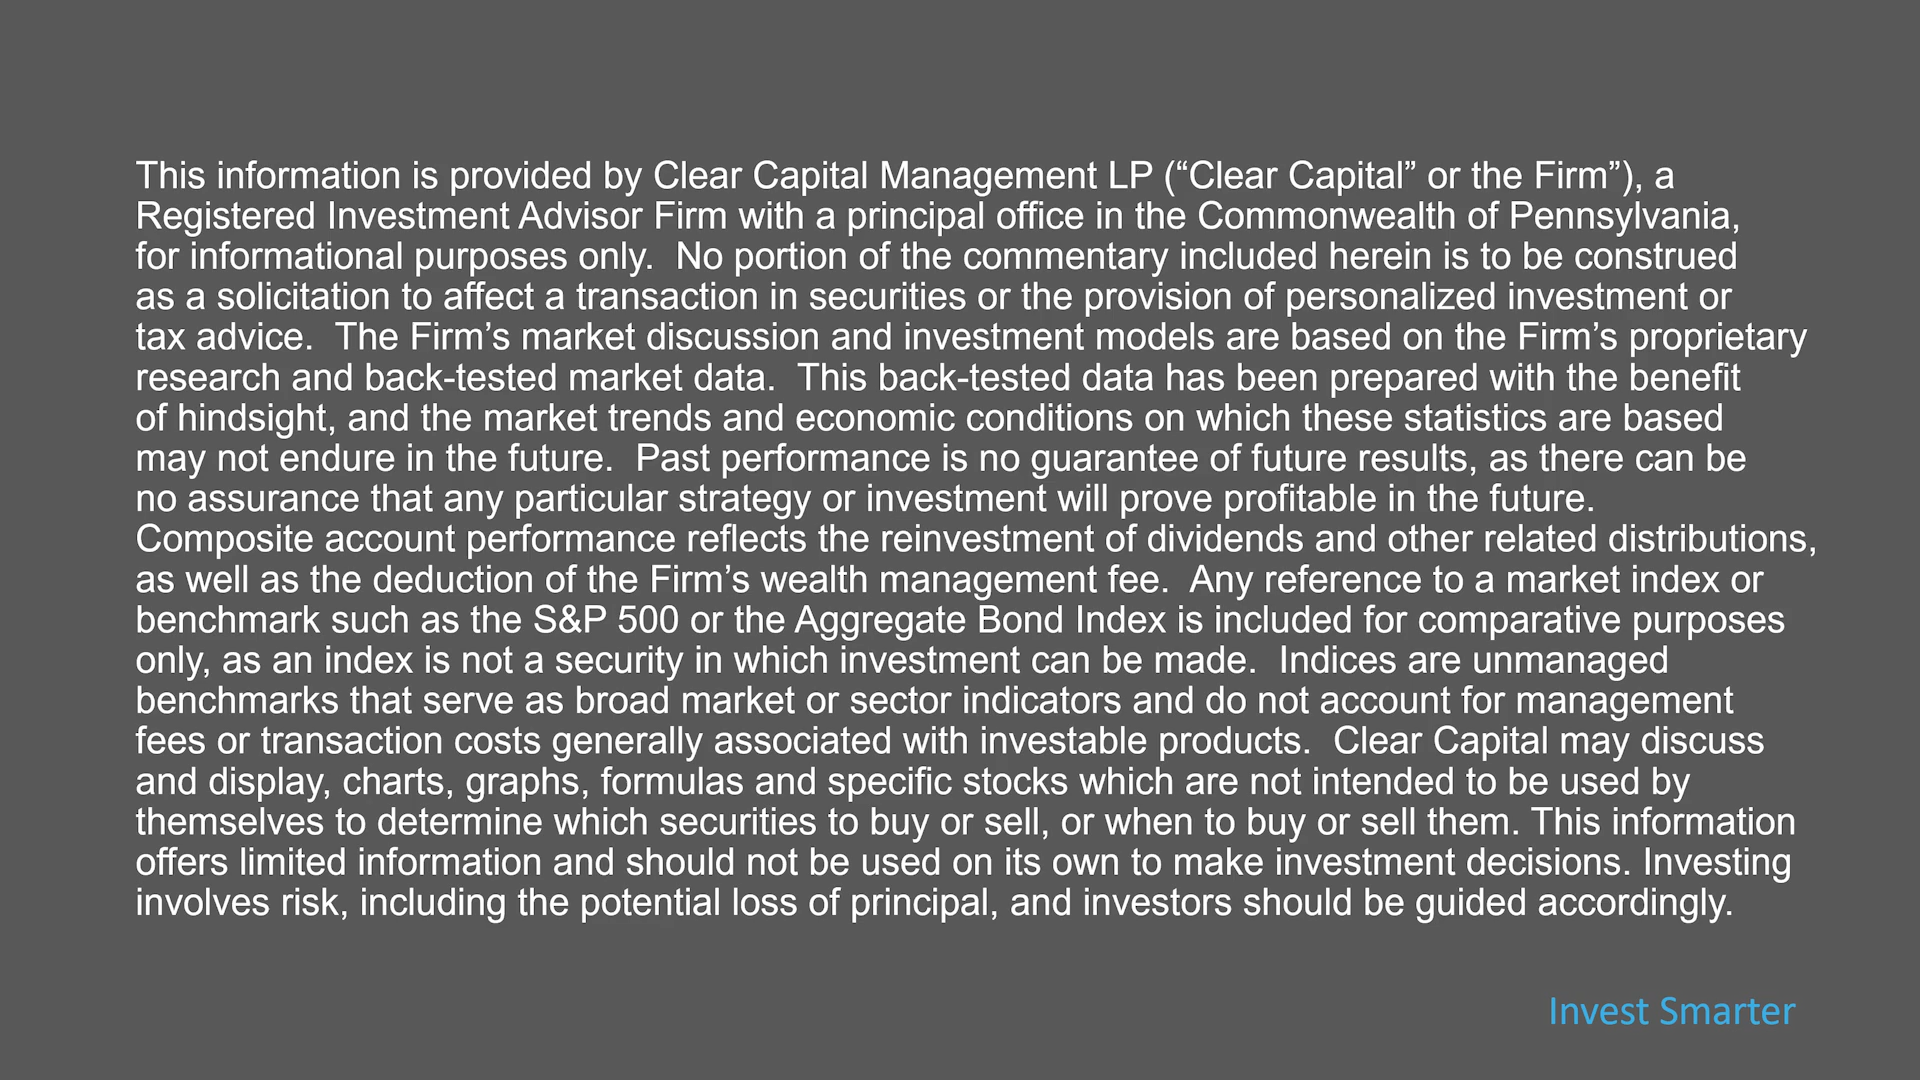 This information is provided by Clear Capital Management LP (“Clear Capital” or the Firm”), a
Registered Investment Advisor Firm with a principal office in the Commonwealth of Pennsylvania,
for informational purposes only.  No portion of the commentary included herein is to be construed
as a solicitation to affect a transaction in securities or the provision of personalized investment or
tax advice.  The Firm’s market discussion and investment models are based on the Firm’s proprietary
research and back-tested market data.  This back-tested data has been prepared with the benefit
of hindsight, and the market trends and economic conditions on which these statistics are based
may not endure in the future.  Past performance is no guarantee of future results, as there can be
no assurance that any particular strategy or investment will prove profitable in the future.
Composite account performance reflects the reinvestment of dividends and other related distributions,
as well as the deduction of the Firm’s wealth management fee.  Any reference to a market index or
benchmark such as the S&P 500 or the Aggregate Bond Index is included for comparative purposes
only, as an index is not a security in which investment can be made.  Indices are unmanaged
benchmarks that serve as broad market or sector indicators and do not account for management
fees or transaction costs generally associated with investable products.  Clear Capital may discuss
and display, charts, graphs, formulas and specific stocks which are not intended to be used by
themselves to determine which securities to buy or sell, or when to buy or sell them. This information
offers limited information and should not be used on its own to make investment decisions. Investing
involves risk, including the potential loss of principal, and investors should be guided accordingly.
Invest Smarter